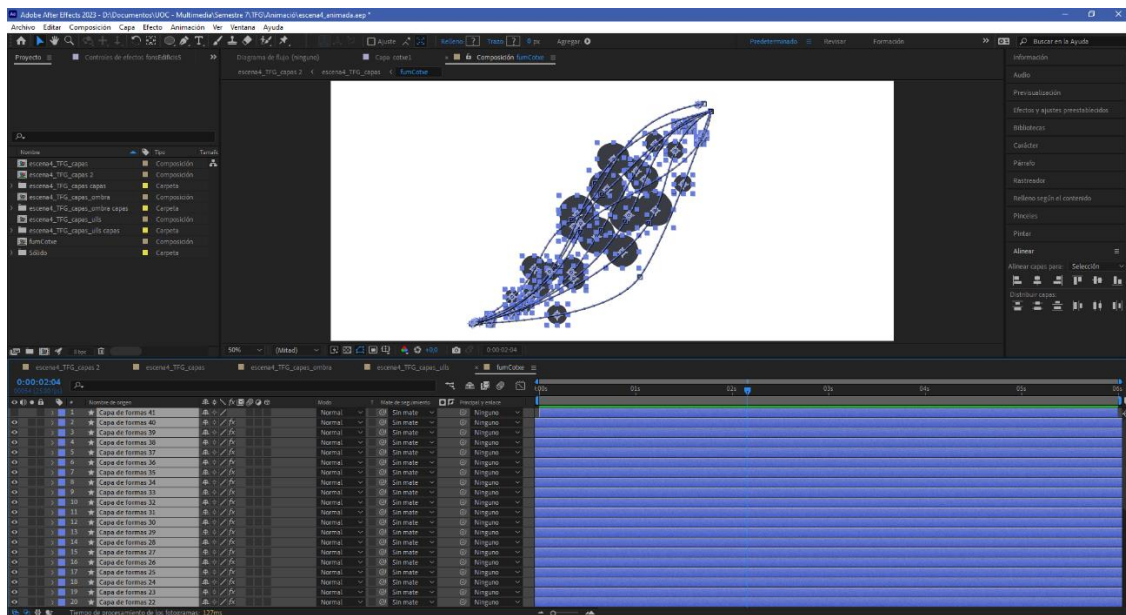 Adobe After Effects 2023 - D:\Documentos\UOC - Multimedia\Semestre 7\TFG\Animació\escena4_animada.aep *
Archivo Editar Composición Capa Efecto Animación Ver Ventana Ayuda
Ajuste Relleno ? Trazo ? px Agregar Predeterminado Revisar Formación Buscar en la Ayuda
Proyecto Controles de efectos fonsEdificiS Diagrama de flujo (ninguno) Capa cotxe1 Composición fumCotxe Información
escena4_TFG_capas 2 escena4_TFG_capas fumCotxe
Audio
Previsualización
Efectos y ajustes preestablecidos
Bibliotecas
Carácter
Párrafo
Rastreador
Relleno según el contenido
Pinceles
Pintar
Alinear
Alinear capas para: Selección
Distribuir capas:
Nombre Tipo Tamañ
escena4_TFG_capas Composición
escena4_TFG_capas 2 Composición
escena4_TFG_capas capas Carpeta
escena4_TFG_capas_ombra Composición
escena4_TFG_capas_ombra capas Carpeta
escena4_TFG_capas_ulls Composición
escena4_TFG_capas_ulls capas Carpeta
fumCotxe Composición
Sólido Carpeta
50% (Mitad) +0,0 0:00:02:04
escena4_TFG_capas 2 escena4_TFG_capas escena4_TFG_capas_ombra escena4_TFG_capas_ulls fumCotxe
0:00:02:04 01s 02s 03s 04s 05s 06s
# Nombre de origen Modo T Mate de seguimiento Principal y enlace
1 Capa de formas 41 Normal Sin mate Ninguno
2 Capa de formas 40 Normal Sin mate Ninguno
3 Capa de formas 39 Normal Sin mate Ninguno
4 Capa de formas 38 Normal Sin mate Ninguno
5 Capa de formas 37 Normal Sin mate Ninguno
6 Capa de formas 36 Normal Sin mate Ninguno
7 Capa de formas 35 Normal Sin mate Ninguno
8 Capa de formas 34 Normal Sin mate Ninguno
9 Capa de formas 33 Normal Sin mate Ninguno
10 Capa de formas 32 Normal Sin mate Ninguno
11 Capa de formas 31 Normal Sin mate Ninguno
12 Capa de formas 30 Normal Sin mate Ninguno
13 Capa de formas 29 Normal Sin mate Ninguno
14 Capa de formas 28 Normal Sin mate Ninguno
15 Capa de formas 27 Normal Sin mate Ninguno
16 Capa de formas 26 Normal Sin mate Ninguno
17 Capa de formas 25 Normal Sin mate Ninguno
18 Capa de formas 24 Normal Sin mate Ninguno
19 Capa de formas 23 Normal Sin mate Ninguno
20 Capa de formas 22 Normal Sin mate Ninguno
Tiempo de procesamiento de los fotogramas: 127ms